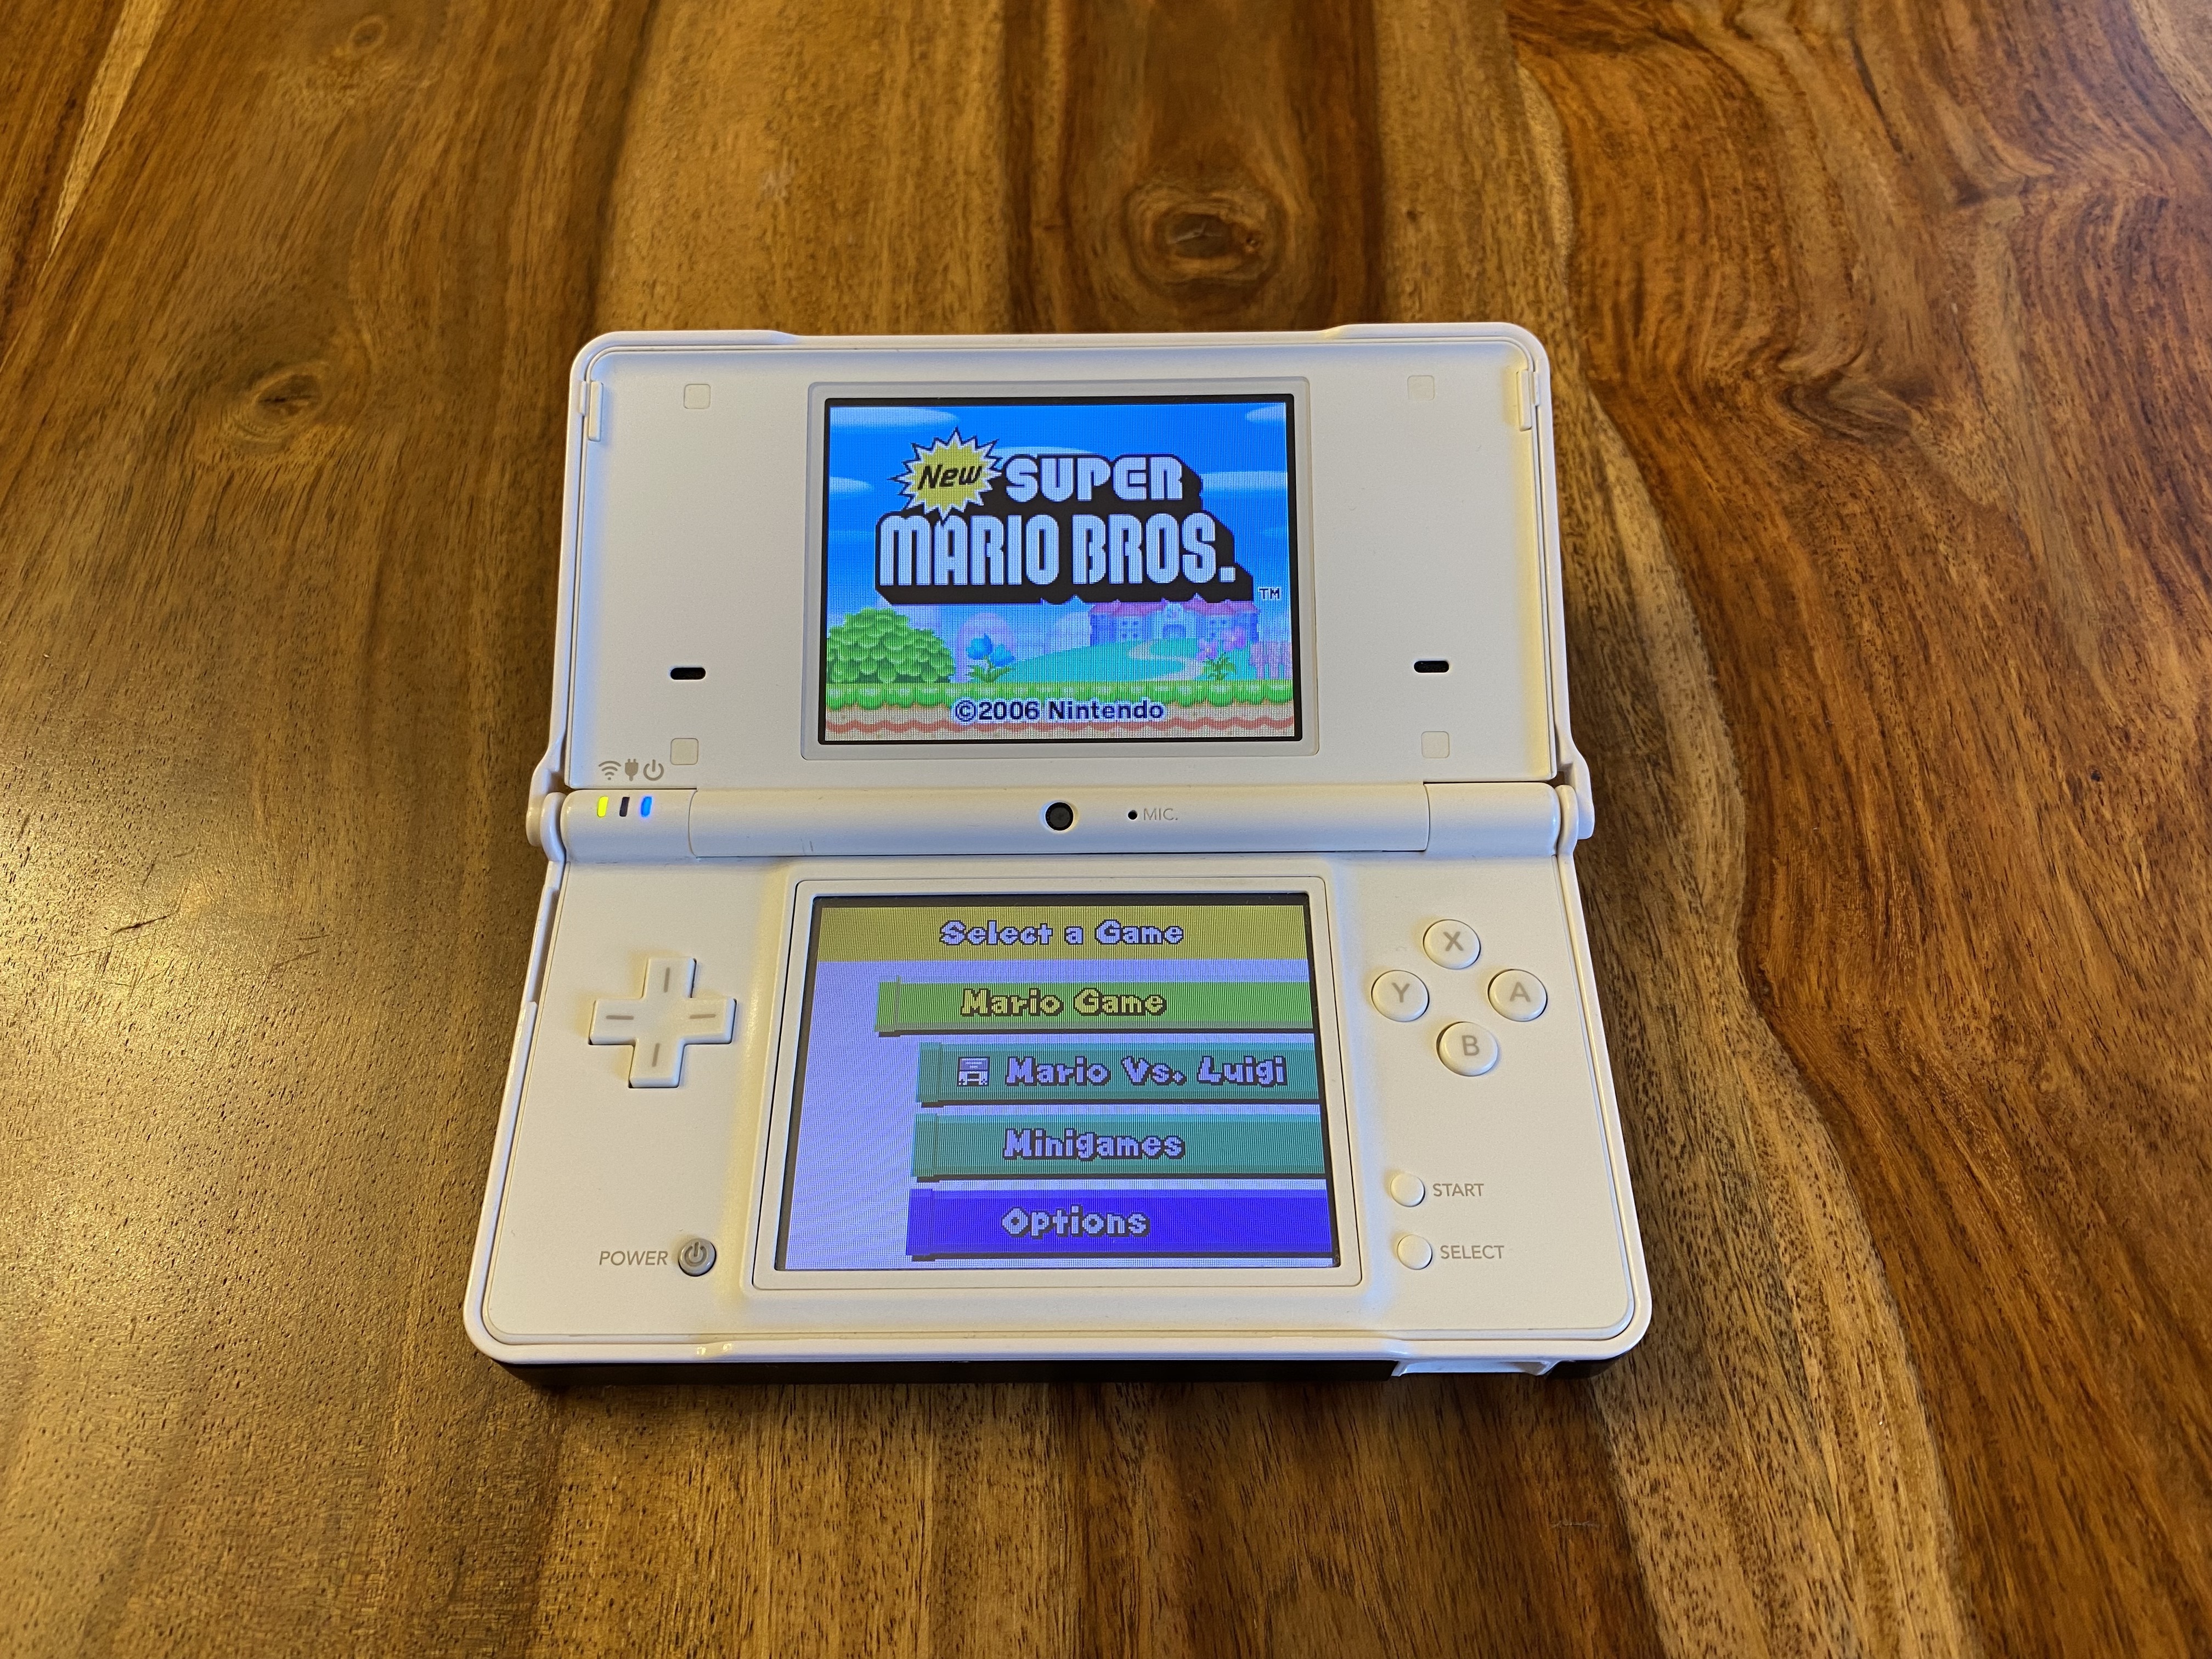 New SUPER
MARIO BROS.
TM
©2006 Nintendo
MIC.
Select a Game
Mario Game
Mario Vs. Luigi
Minigames
Options
X
Y
A
B
START
SELECT
POWER